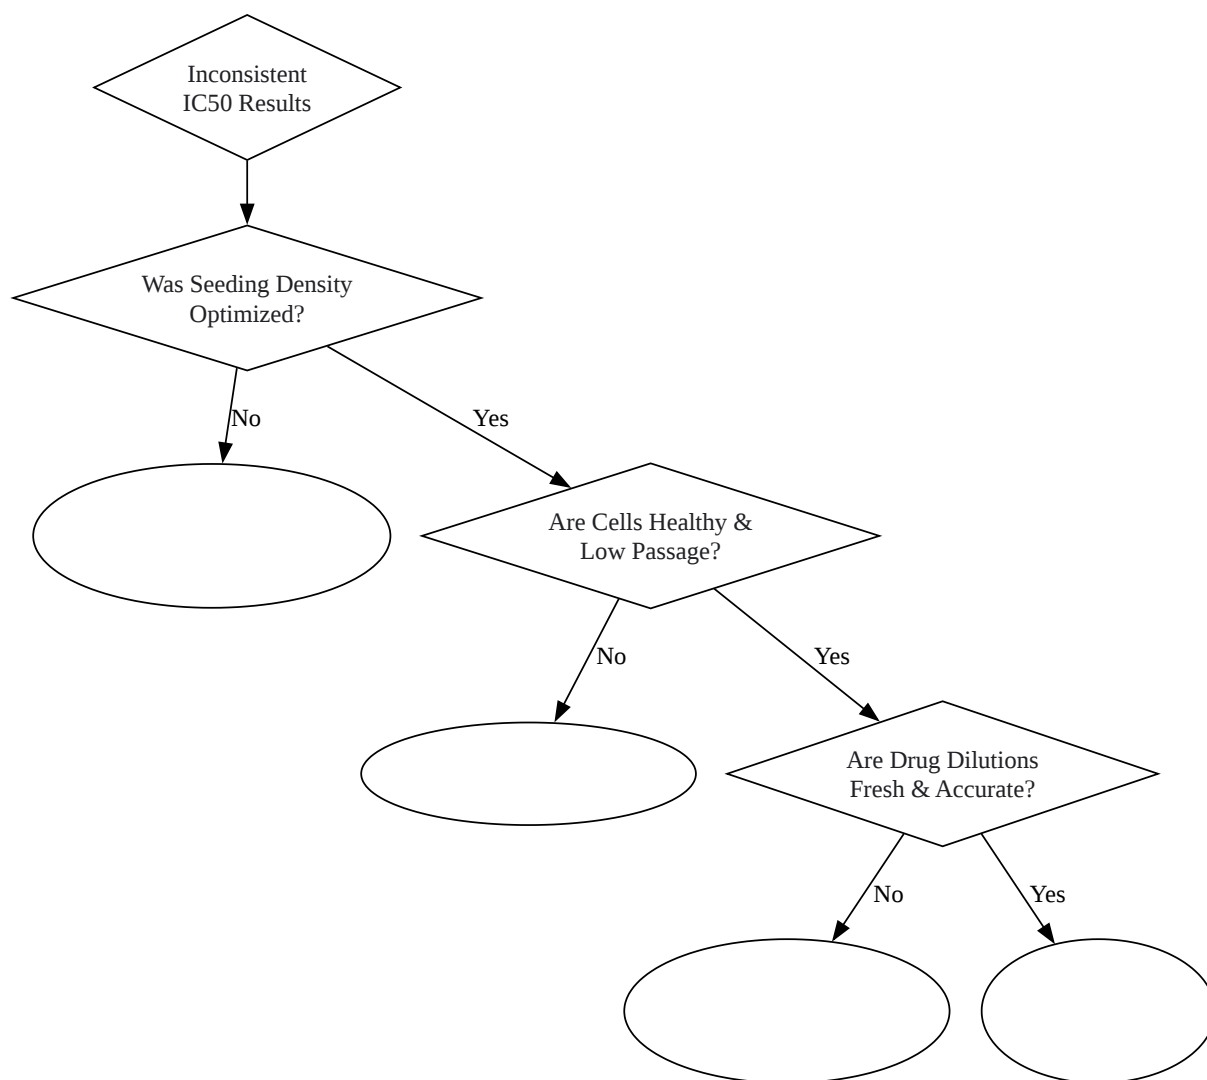 Inconsistent
IC50 Results
Was Seeding Density
Optimized?
No
Yes
Are Cells Healthy &
Low Passage?
No
Yes
Are Drug Dilutions
Fresh & Accurate?
No
Yes